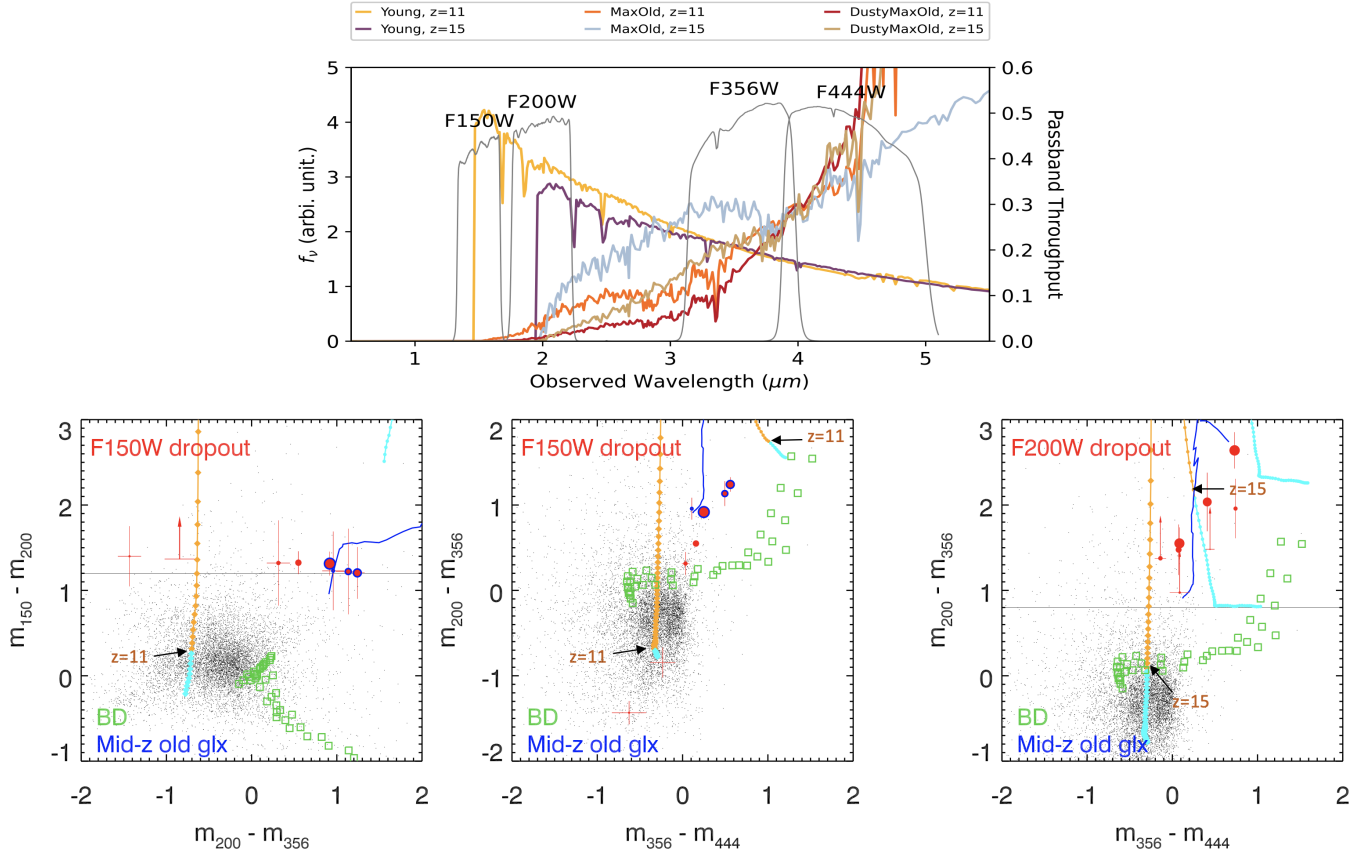 Young, z=11 MaxOld, z=11 DustyMaxOld, z=11
Young, z=15 MaxOld, z=15 DustyMaxOld, z=15
5 0.6
F356W
F444W
F200W
F150W
4 0.5
3 0.4
0.3
2 0.2
1 0.1
0 0.0
fν (arbi. unit.)
Passband Throughput
1 2 3 4 5
Observed Wavelength (μm)
3
2
1
0
-1
m150 - m200
F150W dropout
z=11
BD
Mid-z old glx
-2 -1 0 1 2
m200 - m356
2
1
0
-1
-2
m200 - m356
F150W dropout
z=11
z=11
BD
Mid-z old glx
-2 -1 0 1 2
m356 - m444
3
2
1
0
-1
m200 - m356
F200W dropout
z=15
z=15
BD
Mid-z old glx
-2 -1 0 1 2
m356 - m444